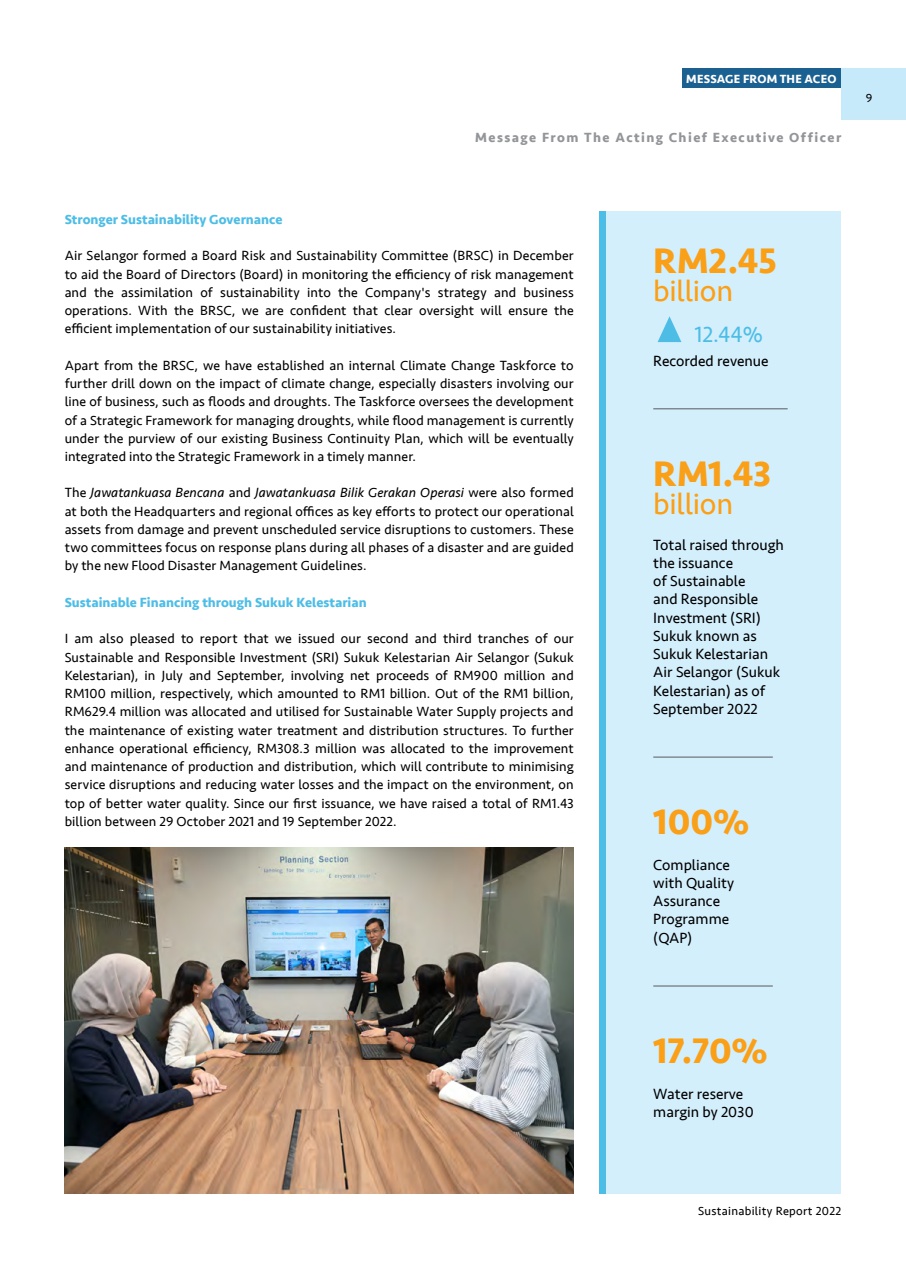 MESSAGE FROM THE ACEO
9
Message From The Acting Chief Executive Officer
Stronger Sustainability Governance
Air Selangor formed a Board Risk and Sustainability Committee (BRSC) in December
to aid the Board of Directors (Board) in monitoring the efficiency of risk management
and the assimilation of sustainability into the Company's strategy and business
operations. With the BRSC, we are confident that clear oversight will ensure the
efficient implementation of our sustainability initiatives.
Apart from the BRSC, we have established an internal Climate Change Taskforce to
further drill down on the impact of climate change, especially disasters involving our
line of business, such as floods and droughts. The Taskforce oversees the development
of a Strategic Framework for managing droughts, while flood management is currently
under the purview of our existing Business Continuity Plan, which will be eventually
integrated into the Strategic Framework in a timely manner.
The Jawatankuasa Bencana and Jawatankuasa Bilik Gerakan Operasi were also formed
at both the Headquarters and regional offices as key efforts to protect our operational
assets from damage and prevent unscheduled service disruptions to customers. These
two committees focus on response plans during all phases of a disaster and are guided
by the new Flood Disaster Management Guidelines.
Sustainable Financing through Sukuk Kelestarian
I am also pleased to report that we issued our second and third tranches of our
Sustainable and Responsible Investment (SRI) Sukuk Kelestarian Air Selangor (Sukuk
Kelestarian), in July and September, involving net proceeds of RM900 million and
RM100 million, respectively, which amounted to RM1 billion. Out of the RM1 billion,
RM629.4 million was allocated and utilised for Sustainable Water Supply projects and
the maintenance of existing water treatment and distribution structures. To further
enhance operational efficiency, RM308.3 million was allocated to the improvement
and maintenance of production and distribution, which will contribute to minimising
service disruptions and reducing water losses and the impact on the environment, on
top of better water quality. Since our first issuance, we have raised a total of RM1.43
billion between 29 October 2021 and 19 September 2022.
Planning Section
RM2.45
billion
12.44%
Recorded revenue
RM1.43
billion
Total raised through
the issuance
of Sustainable
and Responsible
Investment (SRI)
Sukuk known as
Sukuk Kelestarian
Air Selangor (Sukuk
Kelestarian) as of
September 2022
100%
Compliance
with Quality
Assurance
Programme
(QAP)
17.70%
Water reserve
margin by 2030
Sustainability Report 2022